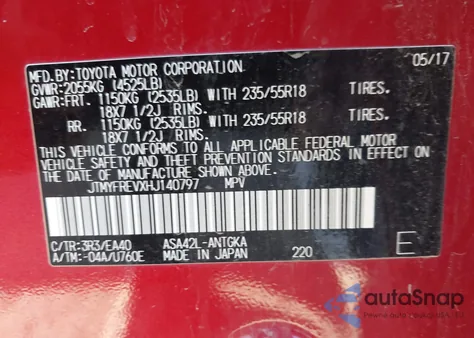 MFD.BY:TOYOTA MOTOR CORPORATION 05/17
GVWR:2055KG (4525LB)
GAWR:FRT. 1150KG (2535LB) WITH 235/55R18 TIRES.
18X7 1/2J RIMS.
RR. 1150KG (2535LB) WITH 235/55R18 TIRES.
18X7 1/2J RIMS.
THIS VEHICLE CONFORMS TO ALL APPLICABLE FEDERAL MOTOR
VEHICLE SAFETY AND BUMPER STANDARDS IN EFFECT ON THE
DATE OF MANUFACTURE SHOWN ABOVE.
JTMYFREVXHJ140797 MPV
C/TR:3R3/EA40 ASA42L-ANTGKA
A/TM:-04A/U760E MADE IN JAPAN 220 E
autoSnap